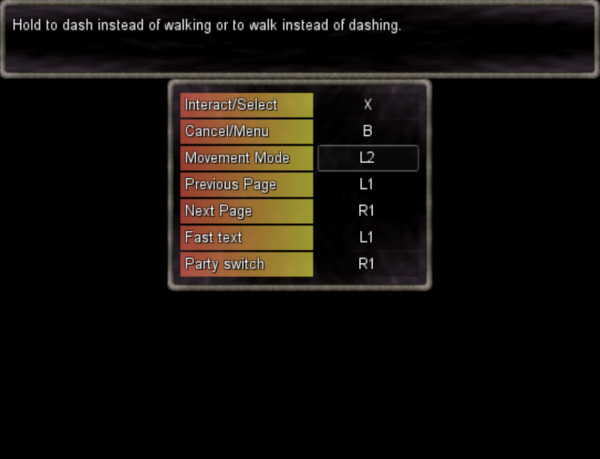 Hold to dash instead of walking or to walk instead of dashing.
Interact/Select X
Cancel/Menu B
Movement Mode L2
Previous Page L1
Next Page R1
Fast text L1
Party switch R1